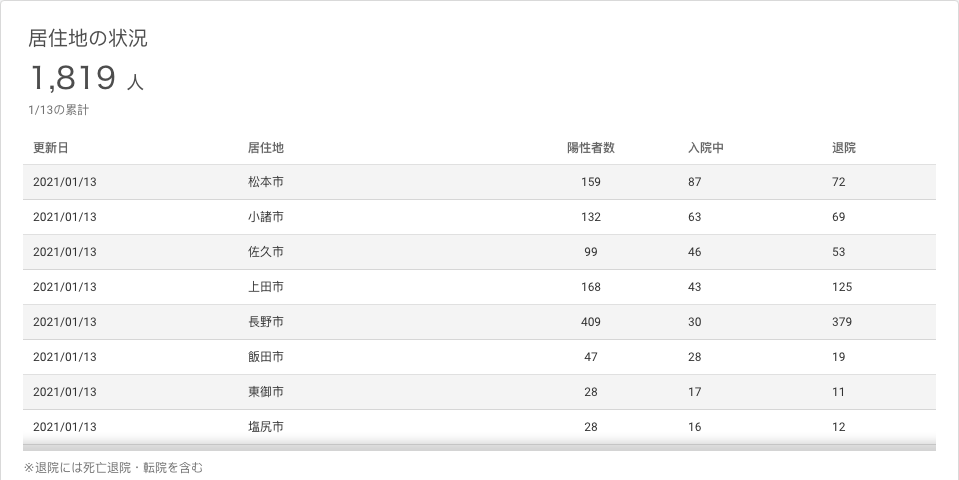 居住地の状況
1,819 人
1/13の累計
更新日 居住地 陽性者数 入院中 退院
2021/01/13 松本市 159 87 72
2021/01/13 小諸市 132 63 69
2021/01/13 佐久市 99 46 53
2021/01/13 上田市 168 43 125
2021/01/13 長野市 409 30 379
2021/01/13 飯田市 47 28 19
2021/01/13 東御市 28 17 11
2021/01/13 塩尻市 28 16 12
※退院には死亡退院・転院を含む